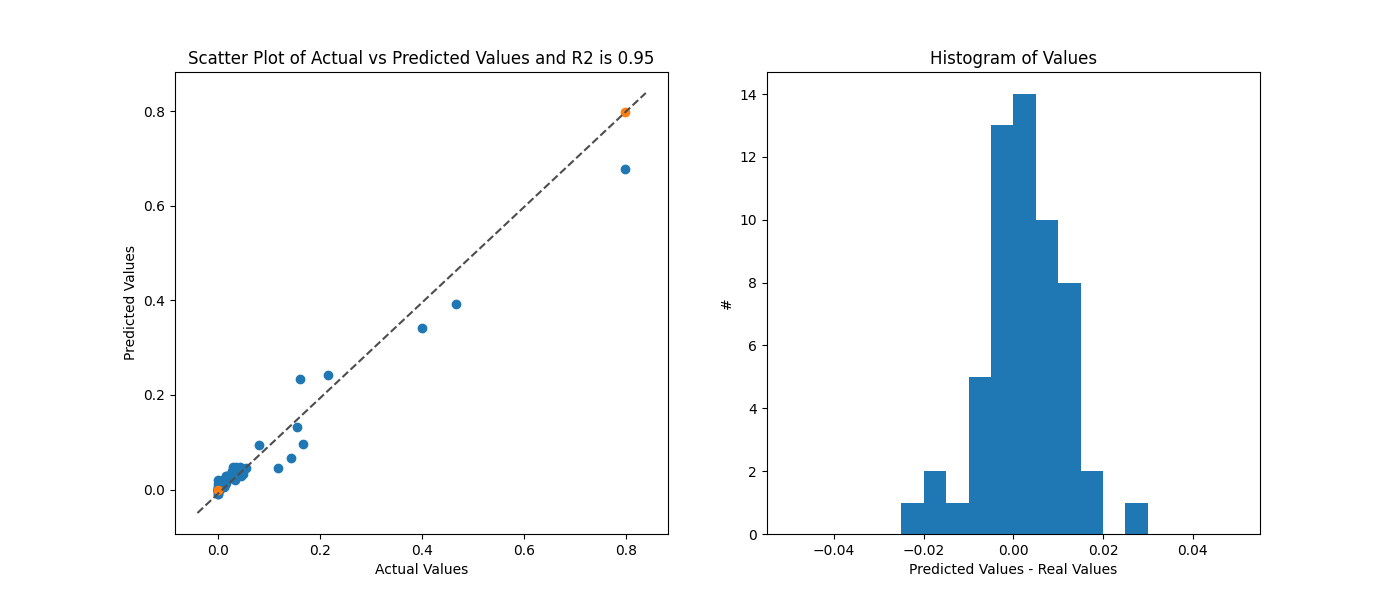 Scatter Plot of Actual vs Predicted Values and R2 is 0.95
Predicted Values
0.8
0.6
0.4
0.2
0.0
0.0 0.2 0.4 0.6 0.8
Actual Values
Histogram of Values
#
14
12
10
8
6
4
2
0
−0.04 −0.02 0.00 0.02 0.04
Predicted Values - Real Values